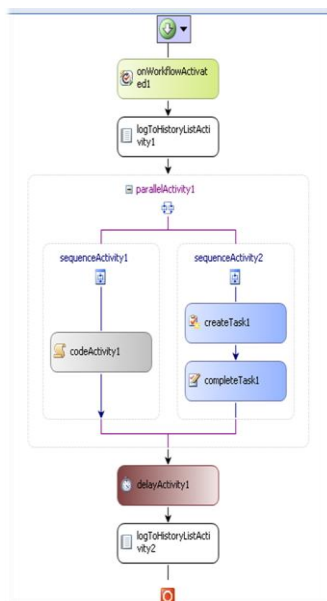 onWorkflowActivat
ed1
logToHistoryListActi
vity1
parallelActivity1
sequenceActivity1
sequenceActivity2
codeActivity1
createTask1
completeTask1
delayActivity1
logToHistoryListActi
vity2